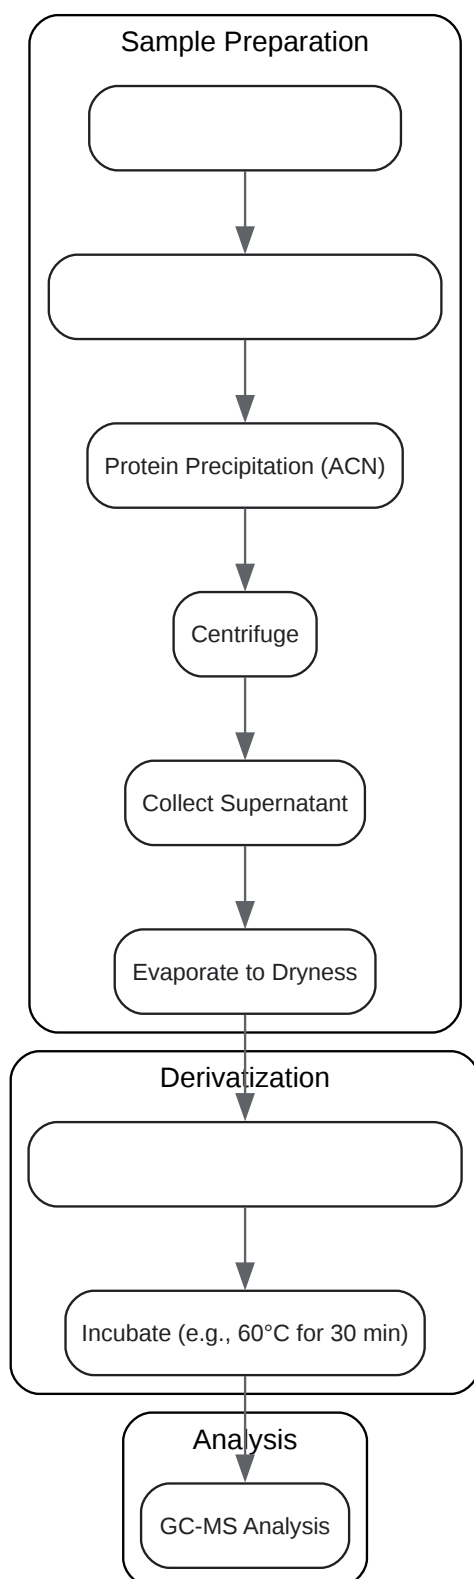 Sample Preparation
Protein Precipitation (ACN)
Centrifuge
Collect Supernatant
Evaporate to Dryness
Derivatization
Incubate (e.g., 60°C for 30 min)
Analysis
GC-MS Analysis